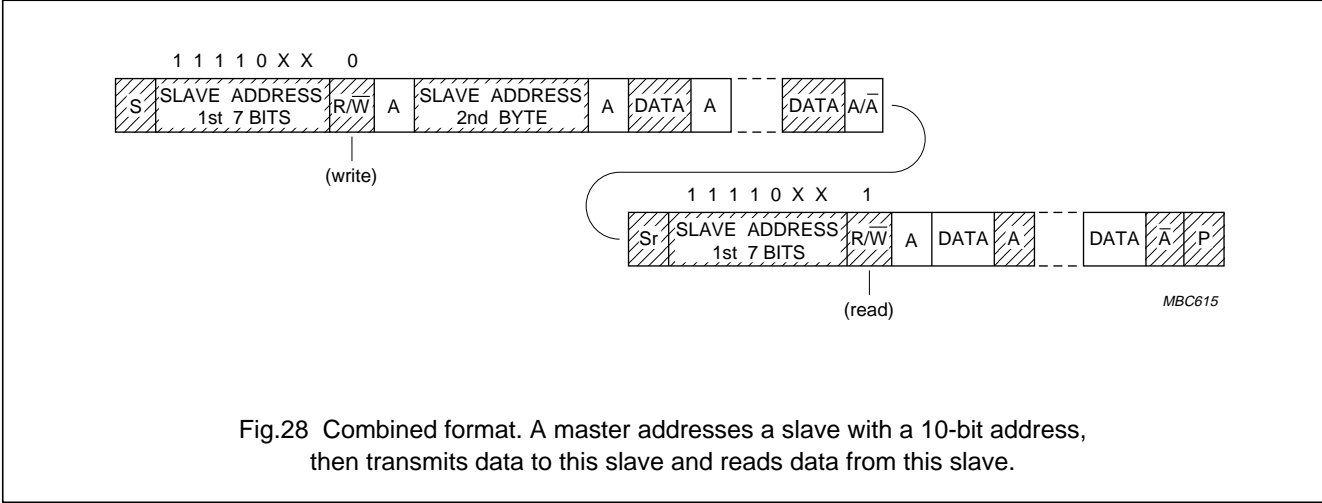 1 1 1 1 0 X X 0
S SLAVE ADDRESS R/W̅ A SLAVE ADDRESS A DATA A DATA A/A̅
1st 7 BITS 2nd BYTE
(write)
1 1 1 1 0 X X 1
Sr SLAVE ADDRESS R/W̅ A DATA A DATA A̅ P
1st 7 BITS
(read)
MBC615
Fig.28 Combined format. A master addresses a slave with a 10-bit address,
then transmits data to this slave and reads data from this slave.